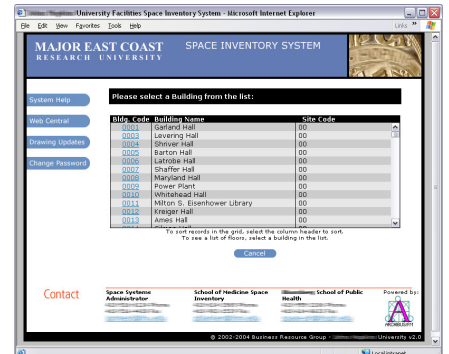 University Facilities Space Inventory System - Microsoft Internet Explorer
File Edit View Favorites Tools Help
Links »
MAJOR EAST COAST
RESEARCH UNIVERSITY
SPACE INVENTORY SYSTEM
System Help
Web Central
Drawing Updates
Change Password
Please select a Building from the list:
Bldg. Code Building Name Site Code
0001 Garland Hall 00
0003 Levering Hall 00
0004 Shriver Hall 00
0005 Barton Hall 00
0006 Latrobe Hall 00
0007 Shaffer Hall 00
0008 Maryland Hall 00
0009 Power Plant 00
0010 Whitehead Hall 00
0011 Milton S. Eisenhower Library 00
0012 Kreiger Hall 00
0013 Ames Hall 00
To sort records in the grid, select the column header to sort.
To see a list of floors, select a building in the list.
Cancel
Contact
Space Systems Administrator
School of Medicine Space Inventory
School of Public Health
Powered by:
ARCHIBUS/FM
© 2002-2004 Business Resource Group - University v2.0
Local intranet